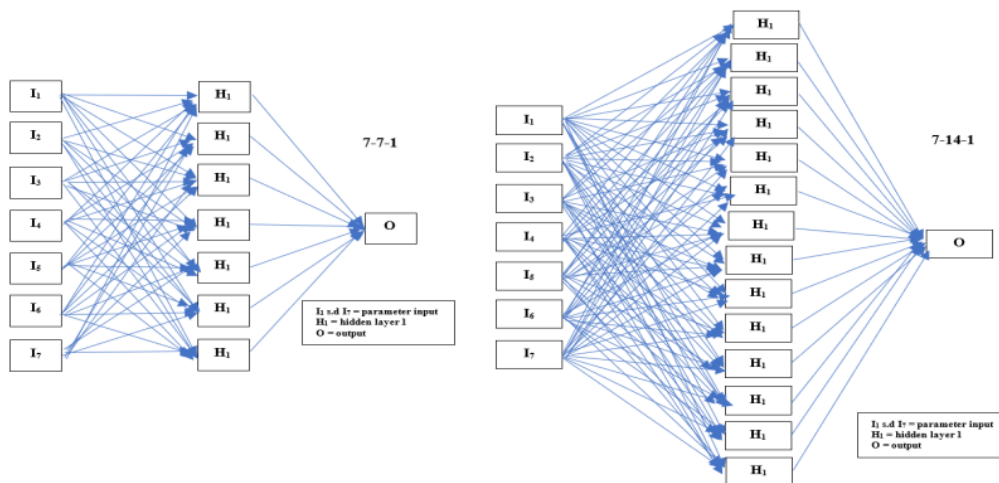 I₁
I₂
I₃
I₄
I₅
I₆
I₇
H₁
H₁
H₁
H₁
H₁
H₁
H₁
7-7-1
O
I₁ s.d I₇ = parameter input
H₁ = hidden layer 1
O = output
I₁
I₂
I₃
I₄
I₅
I₆
I₇
H₁
H₁
H₁
H₁
H₁
H₁
H₁
H₁
H₁
H₁
H₁
H₁
H₁
H₁
7-14-1
O
I₁ s.d I₇ = parameter input
H₁ = hidden layer 1
O = output